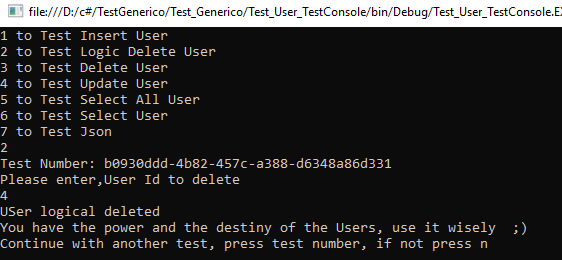 file:///D:/c#/TestGenerico/Test_Generico/Test_User_TestConsole/bin/Debug/Test_User_TestConsole.EX
1 to Test Insert User
2 to Test Logic Delete User
3 to Test Delete User
4 to Test Update User
5 to Test Select All User
6 to Test Select User
7 to Test Json
2
Test Number: b0930ddd-4b82-457c-a388-d6348a86d331
Please enter,User Id to delete
4
USer logical deleted
You have the power and the destiny of the Users, use it wisely  ;)
Continue with another test, press test number, if not press n